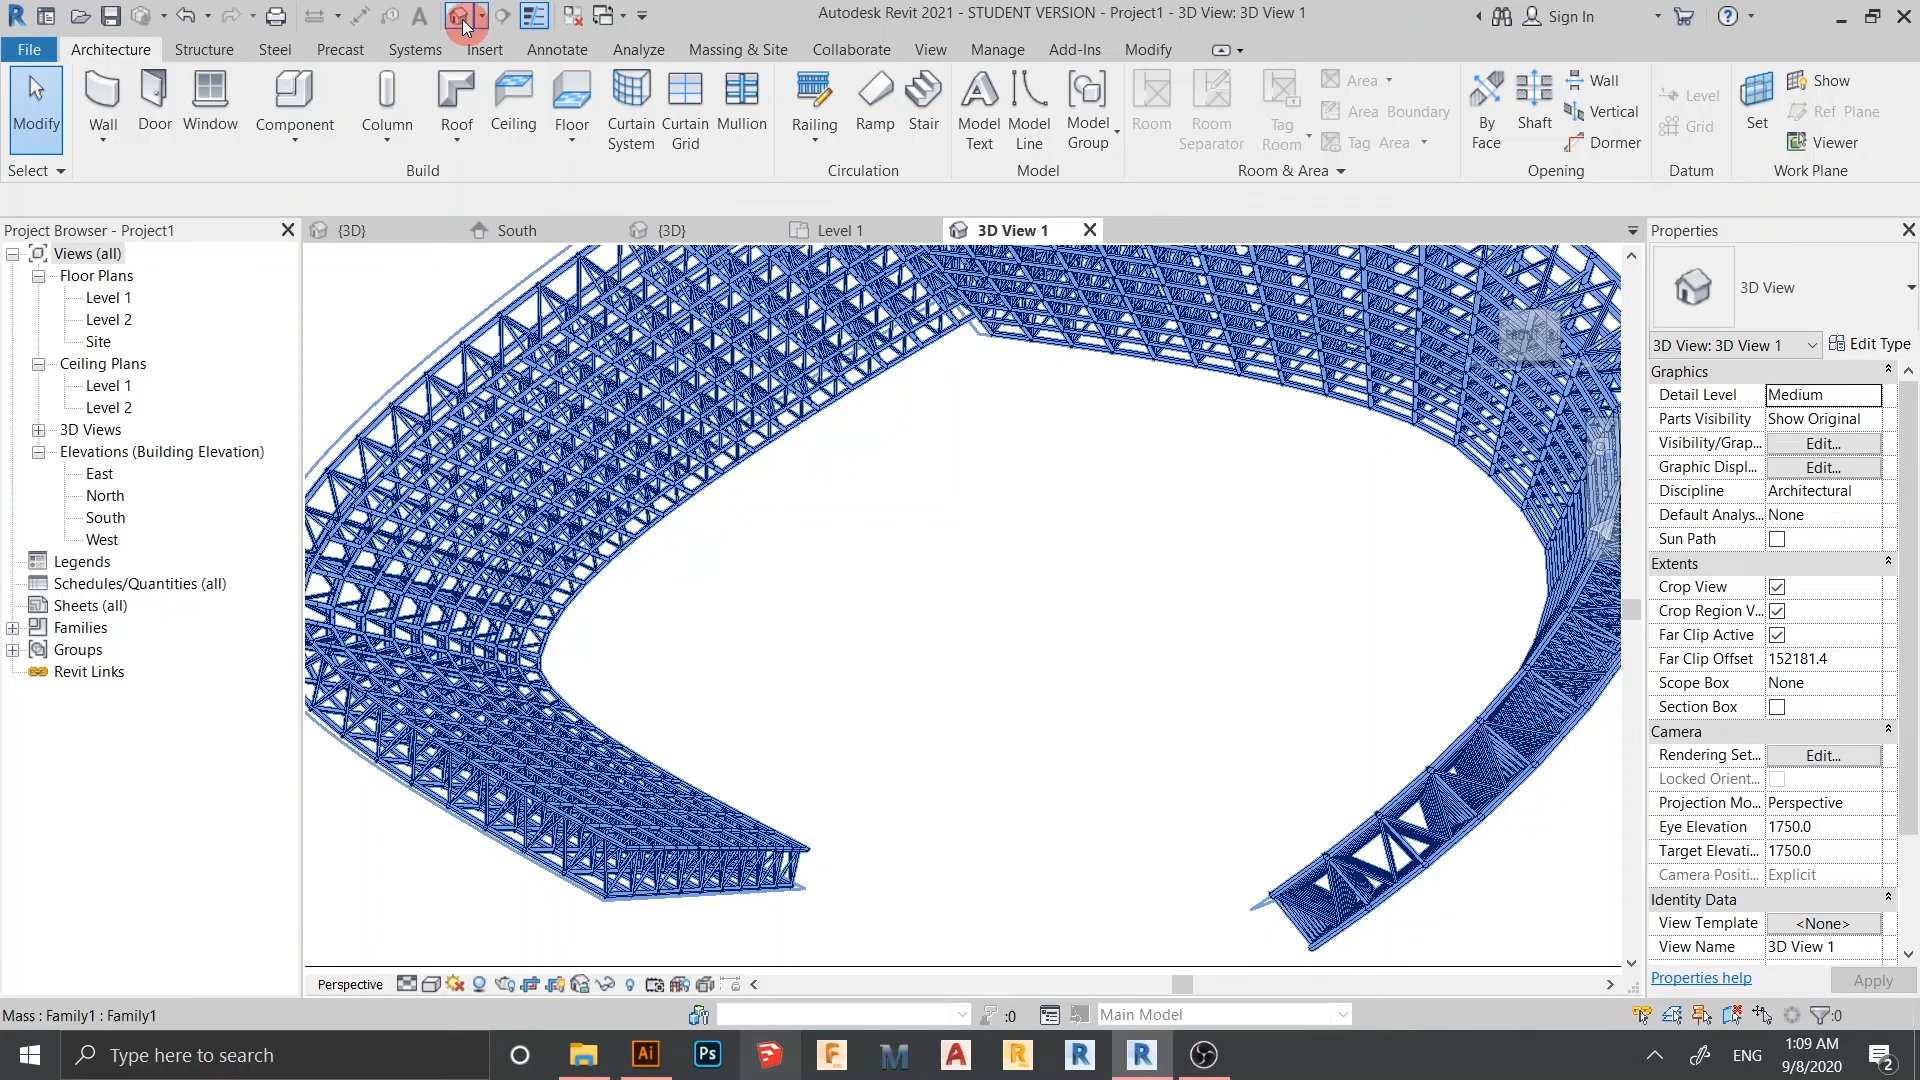 Autodesk Revit 2021 - STUDENT VERSION - Project1 - 3D View: 3D View 1
Sign In
File
Architecture
Structure
Steel
Precast
Systems
Insert
Annotate
Analyze
Massing & Site
Collaborate
View
Manage
Add-Ins
Modify
Modify
Wall
Door
Window
Component
Column
Roof
Ceiling
Floor
Curtain System
Curtain Grid
Mullion
Railing
Ramp
Stair
Model Text
Model Line
Model Group
Room
Room Separator
Tag Room
Area
Area Boundary
Tag Area
By Face
Shaft
Wall
Vertical
Dormer
Level
Grid
Set
Show
Ref Plane
Viewer
Select
Build
Circulation
Model
Room & Area
Opening
Datum
Work Plane
Project Browser - Project1
{3D}
South
{3D}
Level 1
3D View 1
Properties
Views (all)
Floor Plans
Level 1
Level 2
Site
Ceiling Plans
Level 1
Level 2
3D Views
Elevations (Building Elevation)
East
North
South
West
Legends
Schedules/Quantities (all)
Sheets (all)
Families
Groups
Revit Links
3D View
3D View: 3D View 1
Edit Type
Graphics
Detail Level Medium
Parts Visibility Show Original
Visibility/Grap... Edit...
Graphic Displ... Edit...
Discipline Architectural
Default Analys... None
Sun Path
Extents
Crop View
Crop Region V...
Far Clip Active
Far Clip Offset 152181.4
Scope Box None
Section Box
Camera
Rendering Set... Edit...
Locked Orient...
Projection Mo... Perspective
Eye Elevation 1750.0
Target Elevati... 1750.0
Camera Positi... Explicit
Identity Data
View Template <None>
View Name 3D View 1
Properties help
Apply
Perspective
Mass : Family1 : Family1
:0
Main Model
:0
Type here to search
Ai
Ps
F
M
A
R
R
R
ENG
1:09 AM
9/8/2020
2